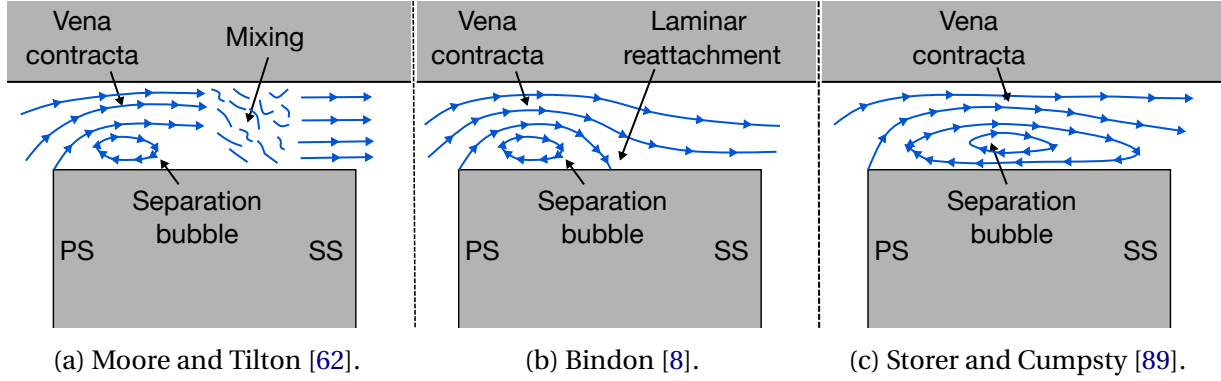 Vena
contracta
Mixing
Separation
bubble
PS
SS
(a) Moore and Tilton [62].
Vena
contracta
Laminar
reattachment
Separation
bubble
PS
SS
(b) Bindon [8].
Vena
contracta
Separation
bubble
PS
SS
(c) Storer and Cumpsty [89].